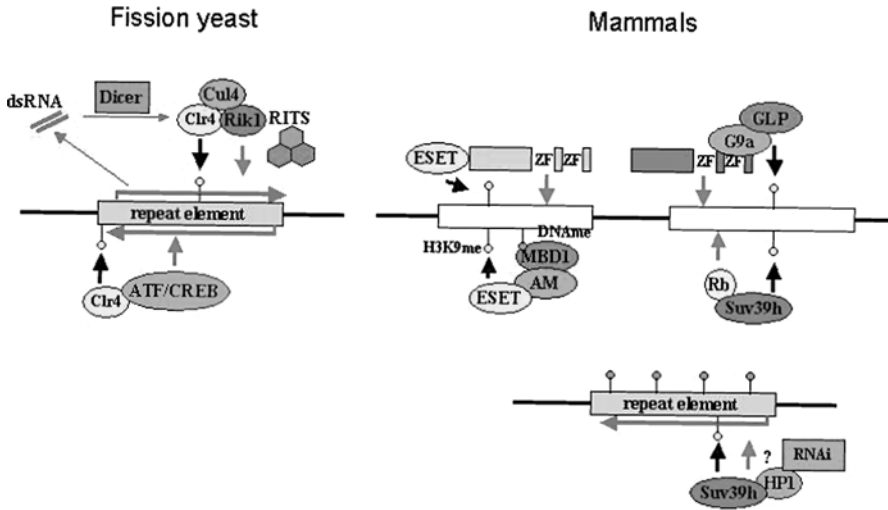 Fission yeast
Mammals
dsRNA
Dicer
Cul4
Clr4
Rik1
RITS
repeat element
Clr4
ATF/CREB
ESET
ZF
ZF
H3K9me
DNAme
MBD1
ESET
AM
ZF
ZF
G9a
GLP
Rb
Suv39h
repeat element
?
RNAi
Suv39h
HP1